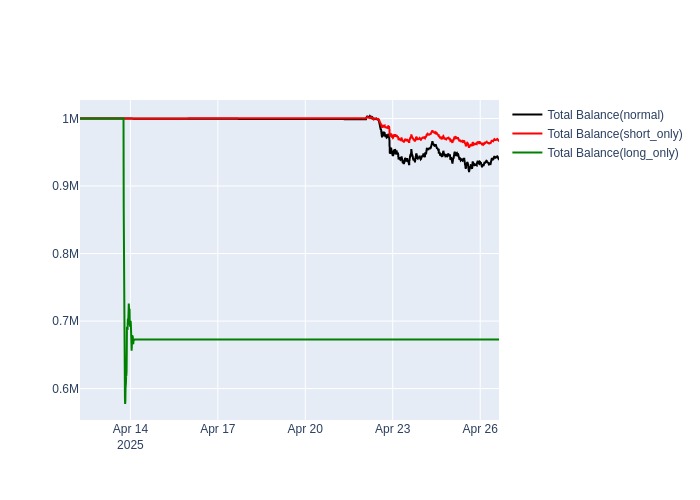 1M
0.9M
0.8M
0.7M
0.6M
Apr 14
2025
Apr 17
Apr 20
Apr 23
Apr 26
Total Balance(normal)
Total Balance(short_only)
Total Balance(long_only)